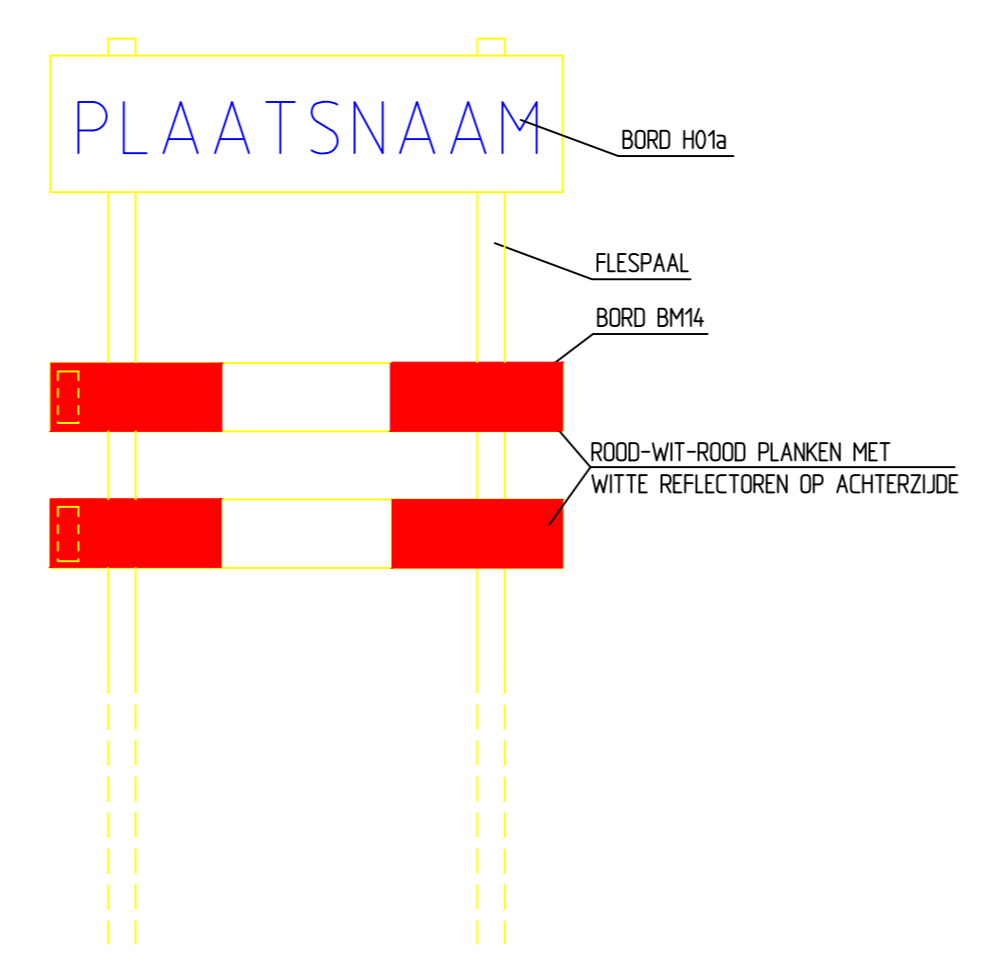 PLAATSNAAM
BORD H01a
FLESPAAL
BORD BM14
ROOD-WIT-ROOD PLANKEN MET
WITTE REFLECTOREN OP ACHTERZIJDE